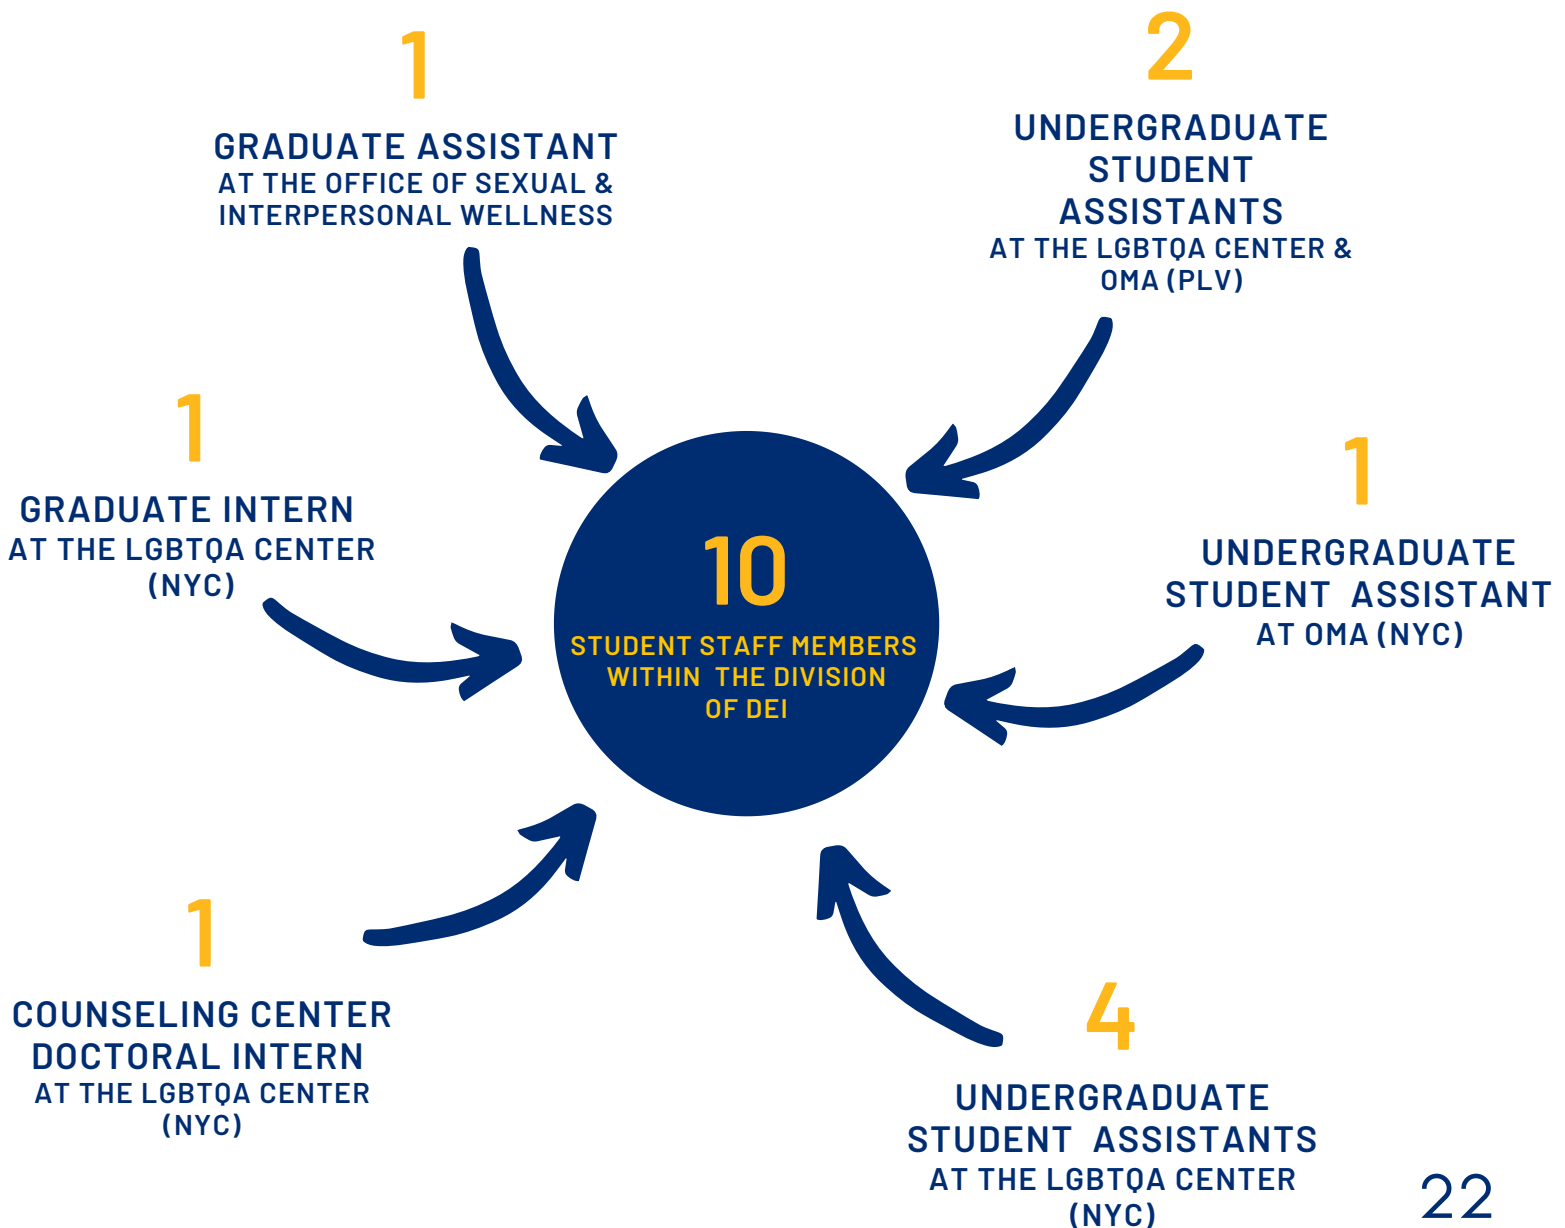 1
GRADUATE ASSISTANT
AT THE OFFICE OF SEXUAL &
INTERPERSONAL WELLNESS
2
UNDERGRADUATE
STUDENT
ASSISTANTS
AT THE LGBTQA CENTER &
OMA (PLV)
1
GRADUATE INTERN
AT THE LGBTQA CENTER
(NYC)
10
STUDENT STAFF MEMBERS
WITHIN THE DIVISION
OF DEI
1
UNDERGRADUATE
STUDENT ASSISTANT
AT OMA (NYC)
1
COUNSELING CENTER
DOCTORAL INTERN
AT THE LGBTQA CENTER
(NYC)
4
UNDERGRADUATE
STUDENT ASSISTANTS
AT THE LGBTQA CENTER
(NYC)
22